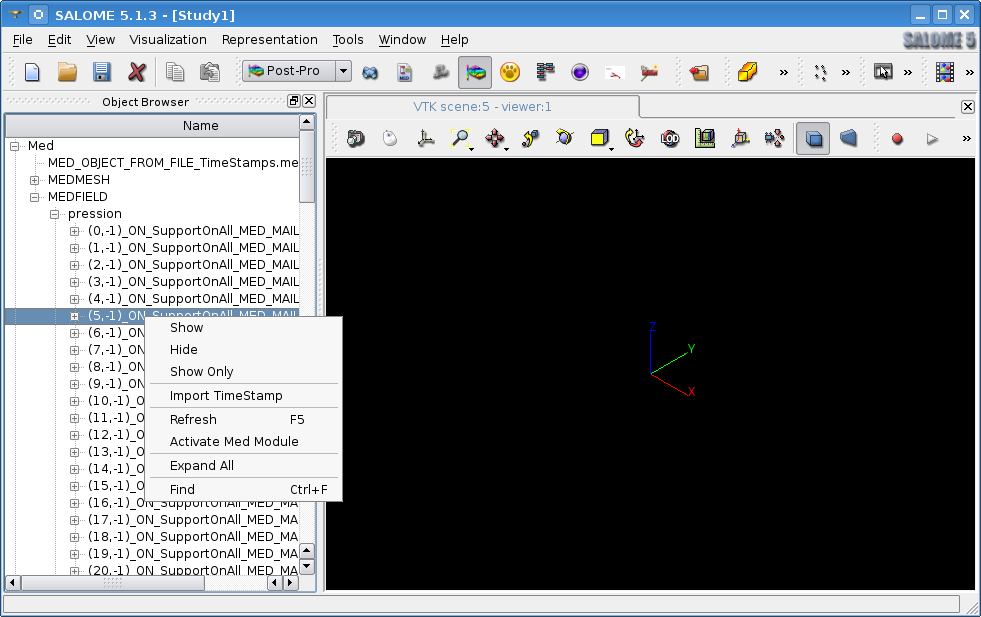 SALOME 5.1.3 - [Study1]
File Edit View Visualization Representation Tools Window Help
SALOME 5
Post-Pro
Object Browser
VTK scene:5 - viewer:1
Name
Med
MED_OBJECT_FROM_FILE_TimeStamps.me
MEDMESH
MEDFIELD
pression
(0,-1)_ON_SupportOnAll_MED_MAIL
(1,-1)_ON_SupportOnAll_MED_MAIL
(2,-1)_ON_SupportOnAll_MED_MAIL
(3,-1)_ON_SupportOnAll_MED_MAIL
(4,-1)_ON_SupportOnAll_MED_MAIL
(5,-1)_ON_SupportOnAll_MED_MAIL
(6,-1)_ON
(7,-1)_ON
(8,-1)_ON
(9,-1)_ON
(10,-1)_O
(11,-1)_O
(12,-1)_O
(13,-1)_O
(14,-1)_O
(15,-1)_O
(16,-1)_ON_SupportOnAll_MED_MA
(17,-1)_ON_SupportOnAll_MED_MA
(18,-1)_ON_SupportOnAll_MED_MA
(19,-1)_ON_SupportOnAll_MED_MA
(20,-1)_ON_SupportOnAll_MED_MA
Show
Hide
Show Only
Import TimeStamp
Refresh F5
Activate Med Module
Expand All
Find Ctrl+F
Z
Y
X